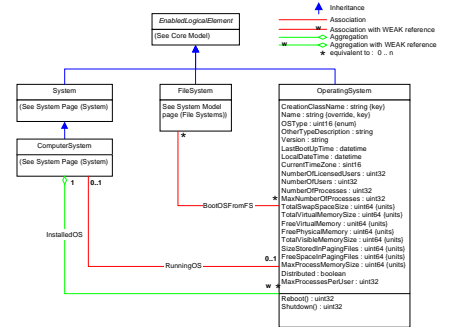 Inheritance
EnabledLogicalElement
(See Core Model)
Association
w Association with WEAK reference
Aggregation
w Aggregation with WEAK reference
* equivalent to : 0 .. n
System
(See System Page (System)
FileSystem
See System Model
page (File Systems))
OperatingSystem
CreationClassName : string {key}
Name : string {override, key}
OSType : uint16 {enum}
OtherTypeDescription : string
Version : string
LastBootUpTime : datetime
LocalDateTime : datetime
CurrentTimeZone : sint16
NumberOfLicensedUsers : uint32
NumberOfUsers : uint32
NumberOfProcesses : uint32
MaxNumberOfProcesses : uint32
TotalSwapSpaceSize : uint64 {units}
TotalVirtualMemorySize : uint64 {units}
FreeVirtualMemory : uint64 {units}
FreePhysicalMemory : uint64 {units}
TotalVisibleMemorySize : uint64 {units}
SizeStoredInPagingFiles : uint64 {units}
FreeSpaceInPagingFiles : uint64 {units}
MaxProcessMemorySize : uint64 {units}
Distributed : boolean
MaxProcessesPerUser : uint32
Reboot() : uint32
Shutdown() : uint32
ComputerSystem
(See System Page (System)
*
1
0..1
BootOSFromFS
*
InstalledOS
RunningOS
0..1
w *